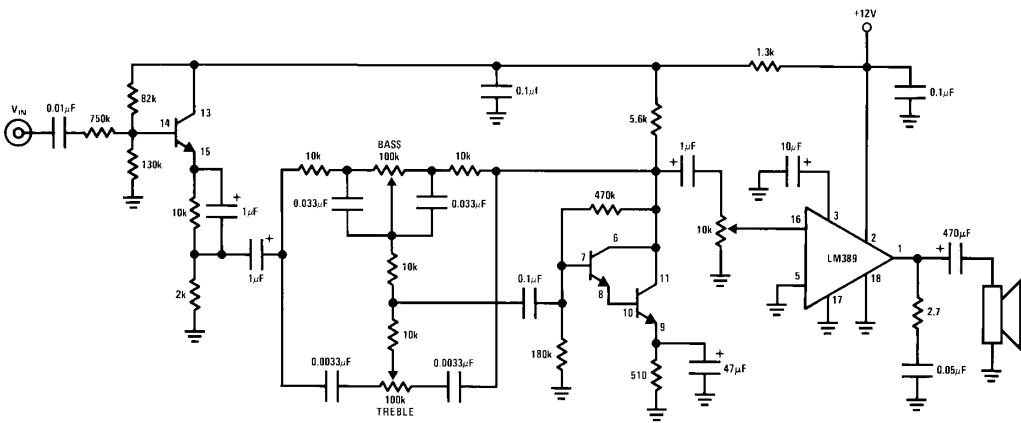 +12V
1.3k
0.1µF
0.1µF
82k
13
5.6k
VIN
0.01µF
750k
14
15
130k
BASS
100k
10k
10k
1µF
10µF
10k
1µF
0.033µF
0.033µF
470k
3
16
10k
2
1
470µF
LM389
6
7
10k
1µF
0.1µF
8
11
10
5
17
18
2k
9
2.7
10k
180k
0.0033µF
0.0033µF
510
47µF
0.05µF
100k
TREBLE